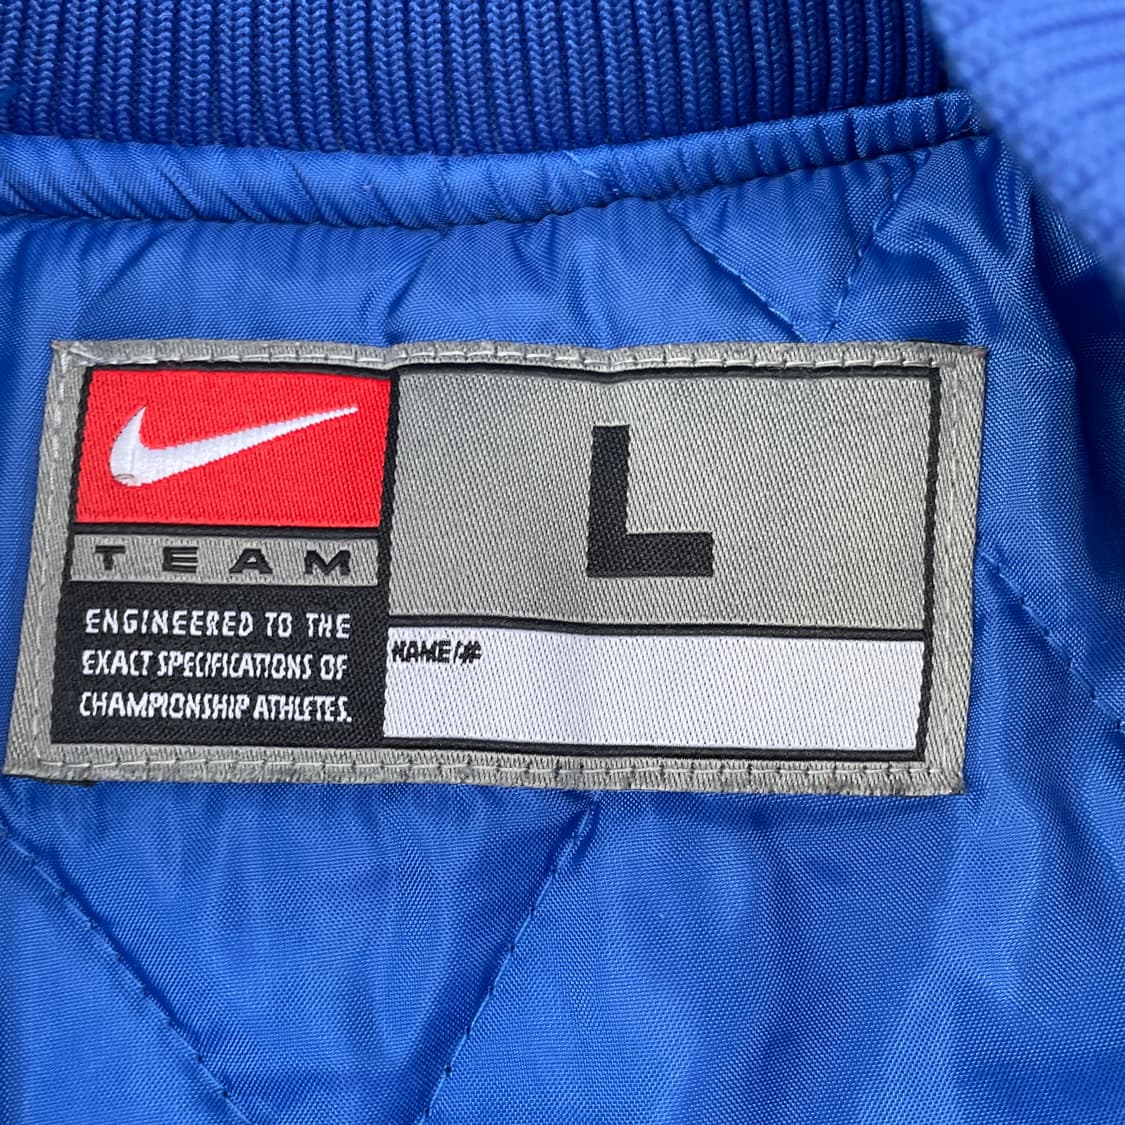 TEAM
ENGINEERED TO THE
EXACT SPECIFICATIONS OF
CHAMPIONSHIP ATHLETES.
L
NAME/#